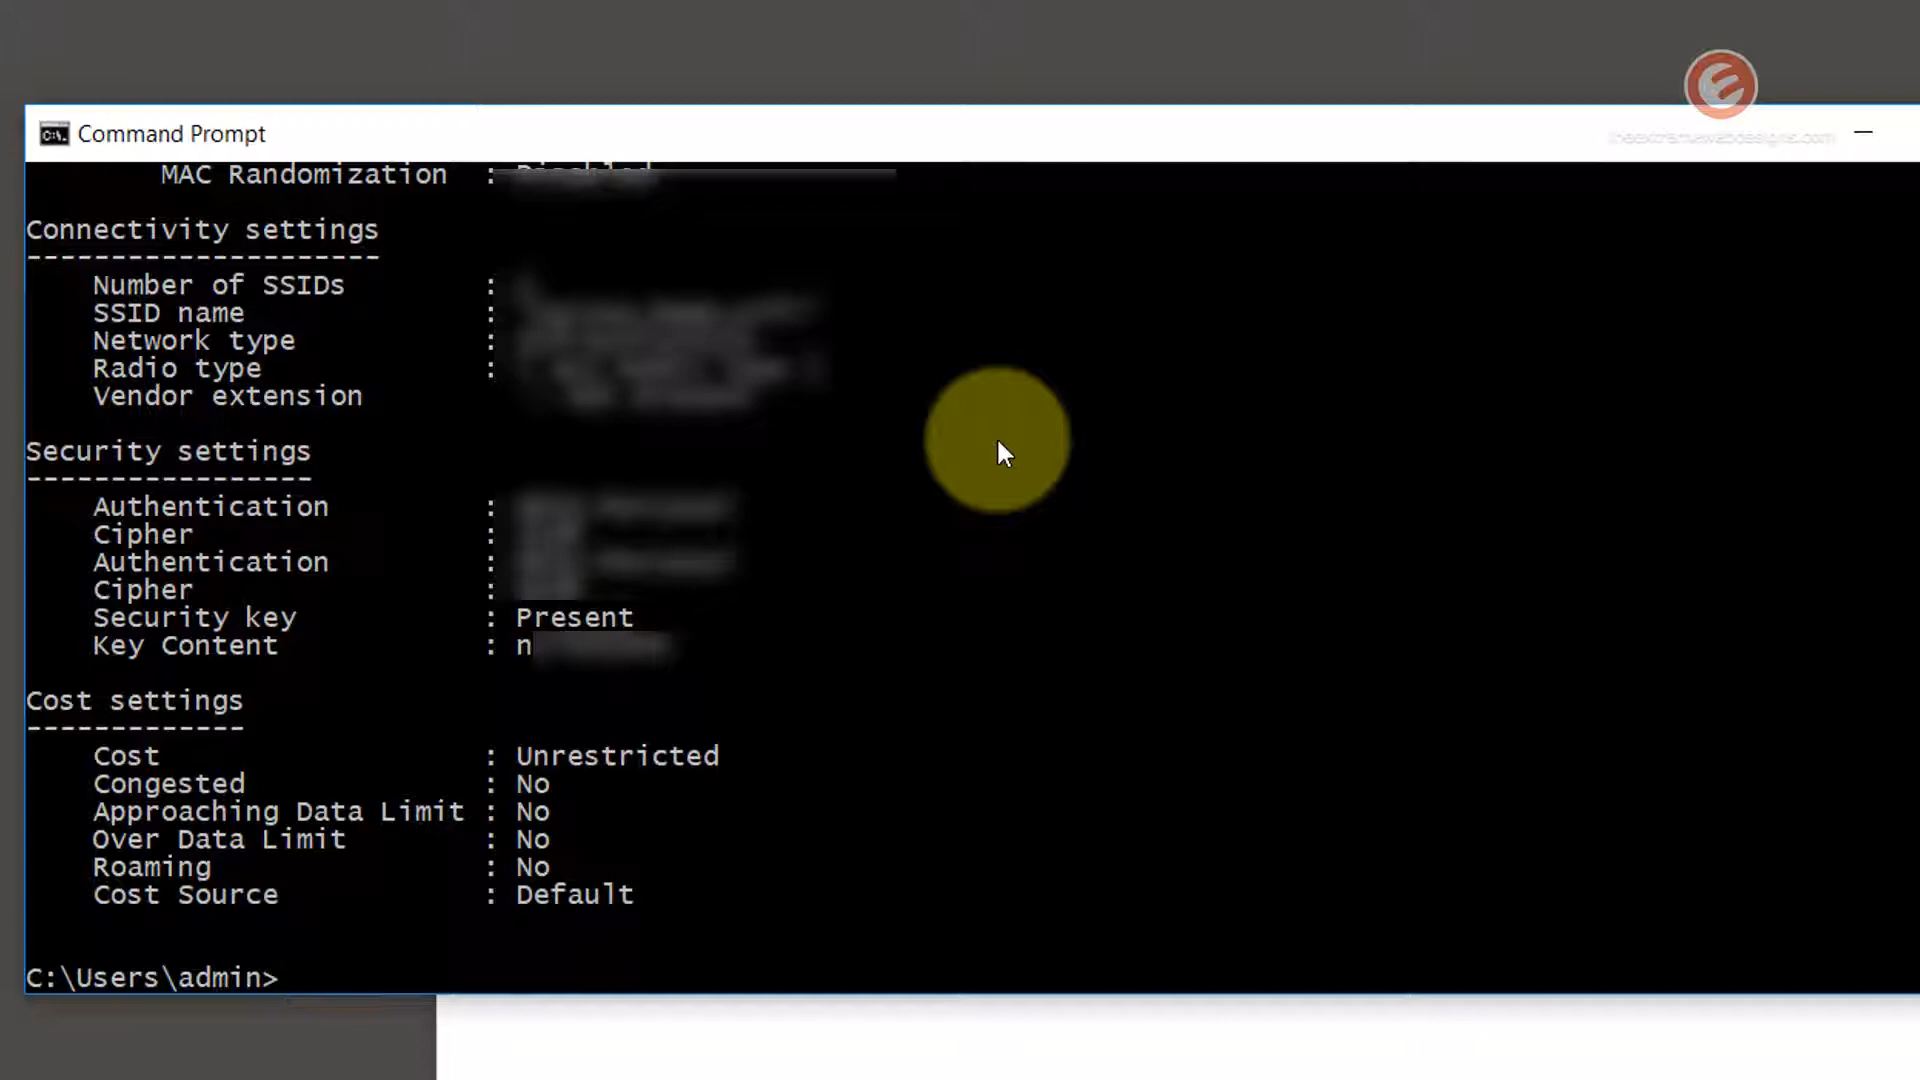 Command Prompt
MAC Randomization : Disabled
Connectivity settings
---------------------
Number of SSIDs :
SSID name :
Network type :
Radio type :
Vendor extension
Security settings
-----------------
Authentication :
Cipher :
Authentication :
Cipher :
Security key : Present
Key Content : n
Cost settings
-------------
Cost : Unrestricted
Congested : No
Approaching Data Limit : No
Over Data Limit : No
Roaming : No
Cost Source : Default
C:\Users\admin>